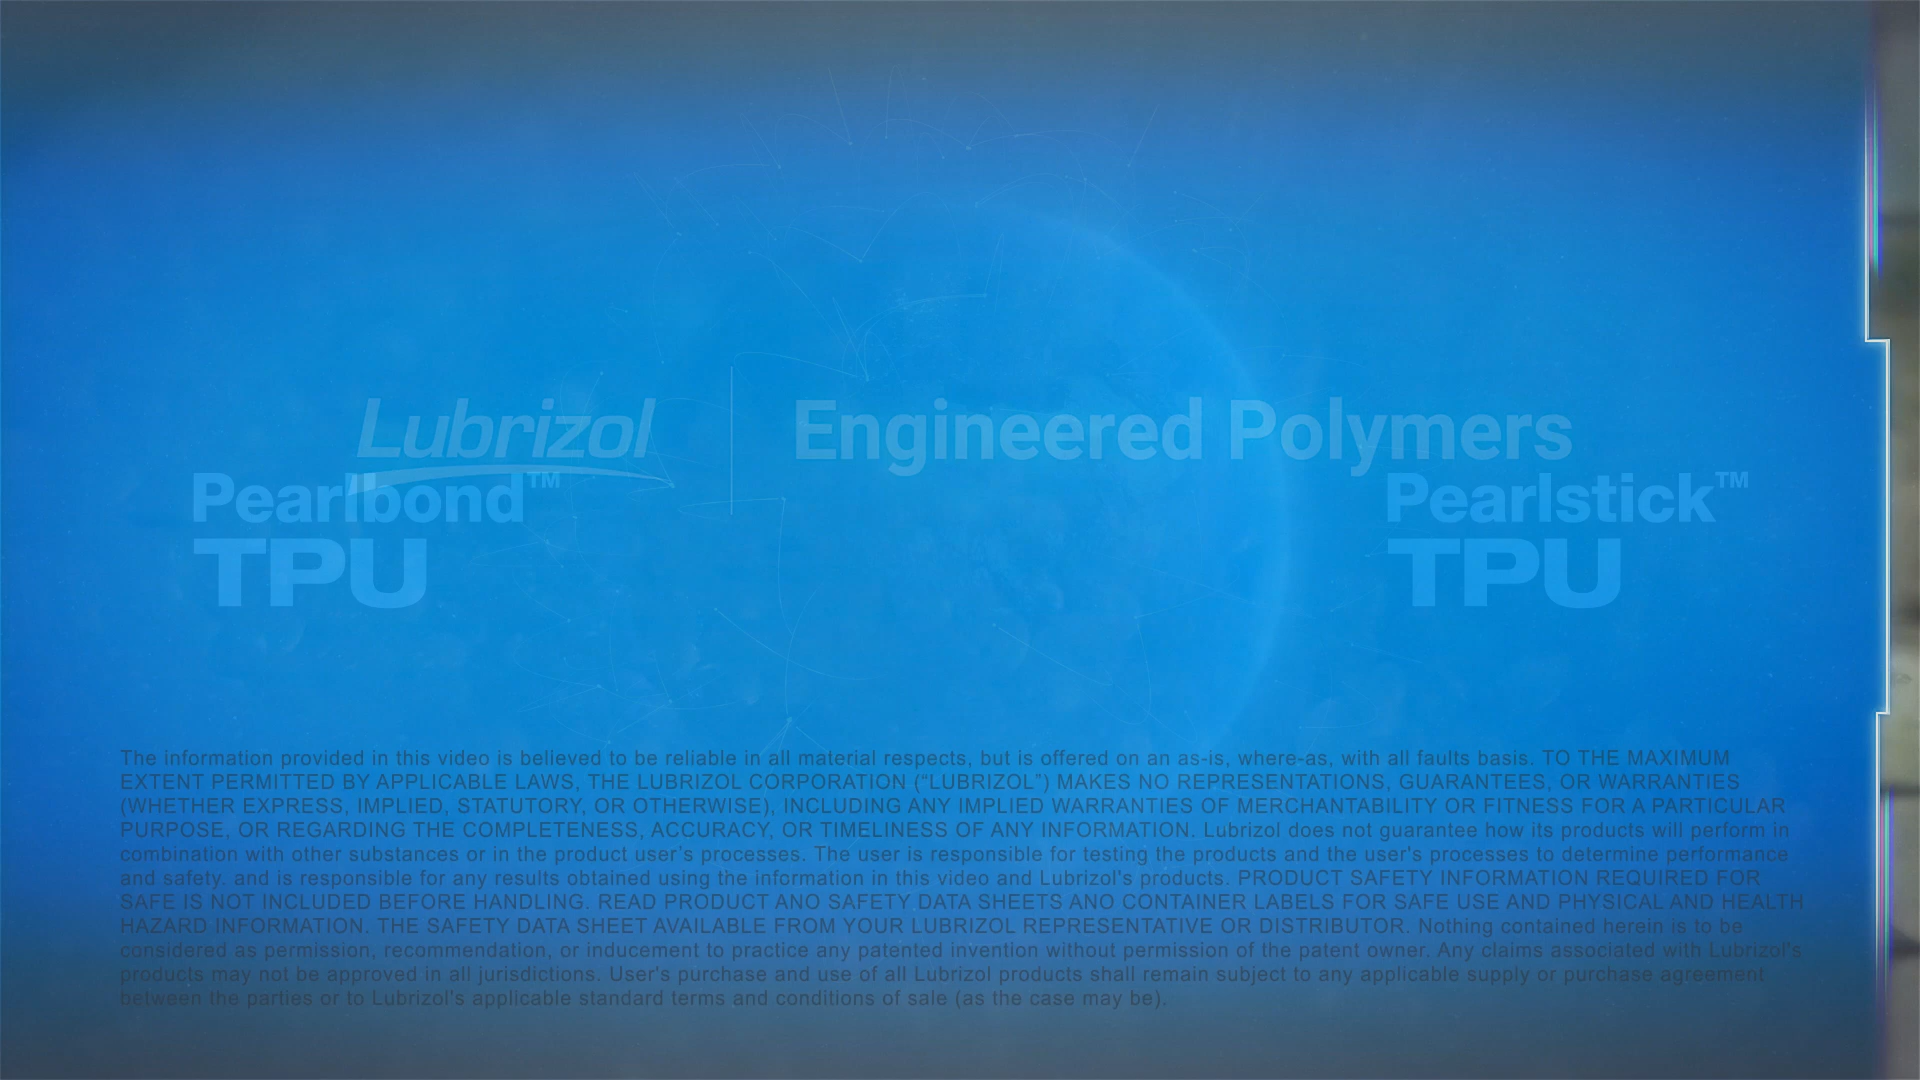 Lubrizol
Engineered Polymers
Pearlbond™
TPU
Pearlstick™
TPU
The information provided in this video is believed to be reliable in all material respects, but is offered on an as-is, where-as, with all faults basis. TO THE MAXIMUM
EXTENT PERMITTED BY APPLICABLE LAWS, THE LUBRIZOL CORPORATION (“LUBRIZOL”) MAKES NO REPRESENTATIONS, GUARANTEES, OR WARRANTIES
(WHETHER EXPRESS, IMPLIED, STATUTORY, OR OTHERWISE), INCLUDING ANY IMPLIED WARRANTIES OF MERCHANTABILITY OR FITNESS FOR A PARTICULAR
PURPOSE, OR REGARDING THE COMPLETENESS, ACCURACY, OR TIMELINESS OF ANY INFORMATION. Lubrizol does not guarantee how its products will perform in
combination with other substances or in the product user’s processes. The user is responsible for testing the products and the user's processes to determine performance
and safety. and is responsible for any results obtained using the incormation in this video and Lubrizol's products. PRODUCT SAFETY INFORMATION REQUIRED FOR
SAFE IS NOT INCLUDED BEFORE HANDLING. READ PRODUCT ANO SAFETY DATA SHEETS ANO CONTAINER LABELS FOR SAFE USE AND PHYSICAL AND HEALTH
HAZARD INFORMATION. THE SAFETY DATA SHEET AVAILABLE FROM YOUR LUBRIZOL REPRESENTATIVE OR DISTRIBUTOR. Nothing contained herein is to be
considered as permission, recommendation, or inducement to practice any patented invention without permission of the patent owner. Any claims associated with Lubrizol's
products may not be approved in all jurisdictions. User's purchase and use of all Lubrizol products shall remain subject to any applicable supply or purchase agreement
between the parties or to Lubrizol's applicable standard terms and conditions of sale (as the case may be).